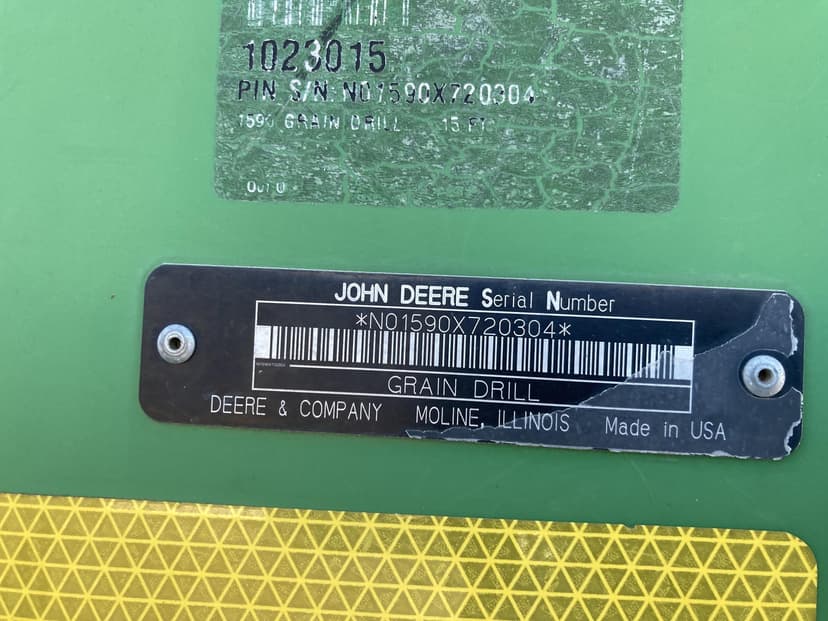 1023015
PIN S/N N01590X720304
1590 GRAIN DRILL 15 FT
JOHN DEERE Serial Number
*N01590X720304*
GRAIN DRILL
DEERE & COMPANY MOLINE, ILLINOIS Made in USA